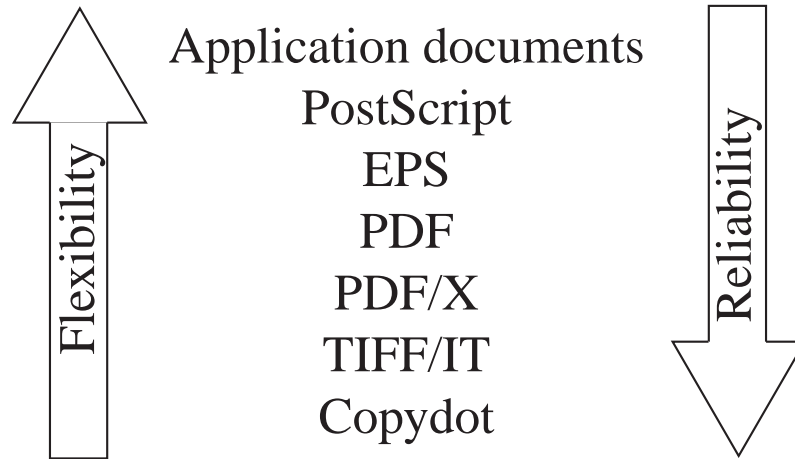 Flexibility
Application documents
PostScript
EPS
PDF
PDF/X
TIFF/IT
Copydot
Reliability